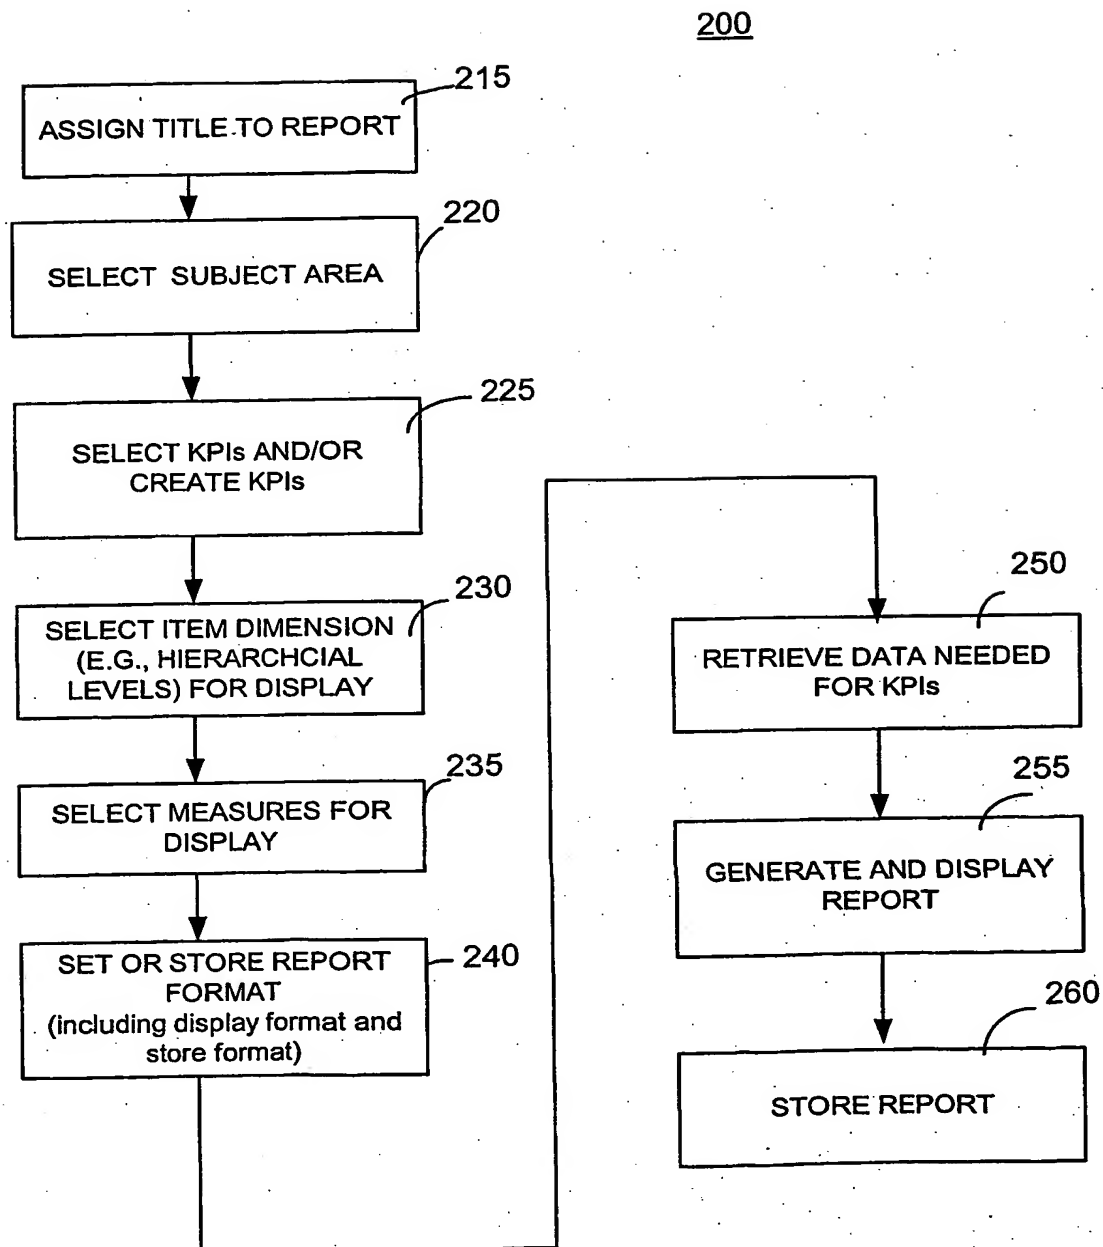 200
215
ASSIGN TITLE TO REPORT
220
SELECT SUBJECT AREA
225
SELECT KPIs AND/OR
CREATE KPIs
230
SELECT ITEM DIMENSION
(E.G., HIERARCHCIAL
LEVELS) FOR DISPLAY
235
SELECT MEASURES FOR
DISPLAY
240
SET OR STORE REPORT
FORMAT
(including display format and
store format)
250
RETRIEVE DATA NEEDED
FOR KPIs
255
GENERATE AND DISPLAY
REPORT
260
STORE REPORT